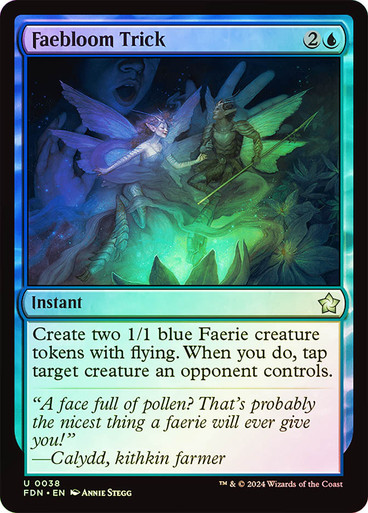 Faebloom Trick 2
Instant
Create two 1/1 blue Faerie creature
tokens with flying. When you do, tap
target creature an opponent controls.
“A face full of pollen? That’s probably
the nicest thing a faerie will ever give
you!”
—Calydd, kithkin farmer
U 0038
™ & © 2024 Wizards of the Coast
FDN • EN Annie Stegg